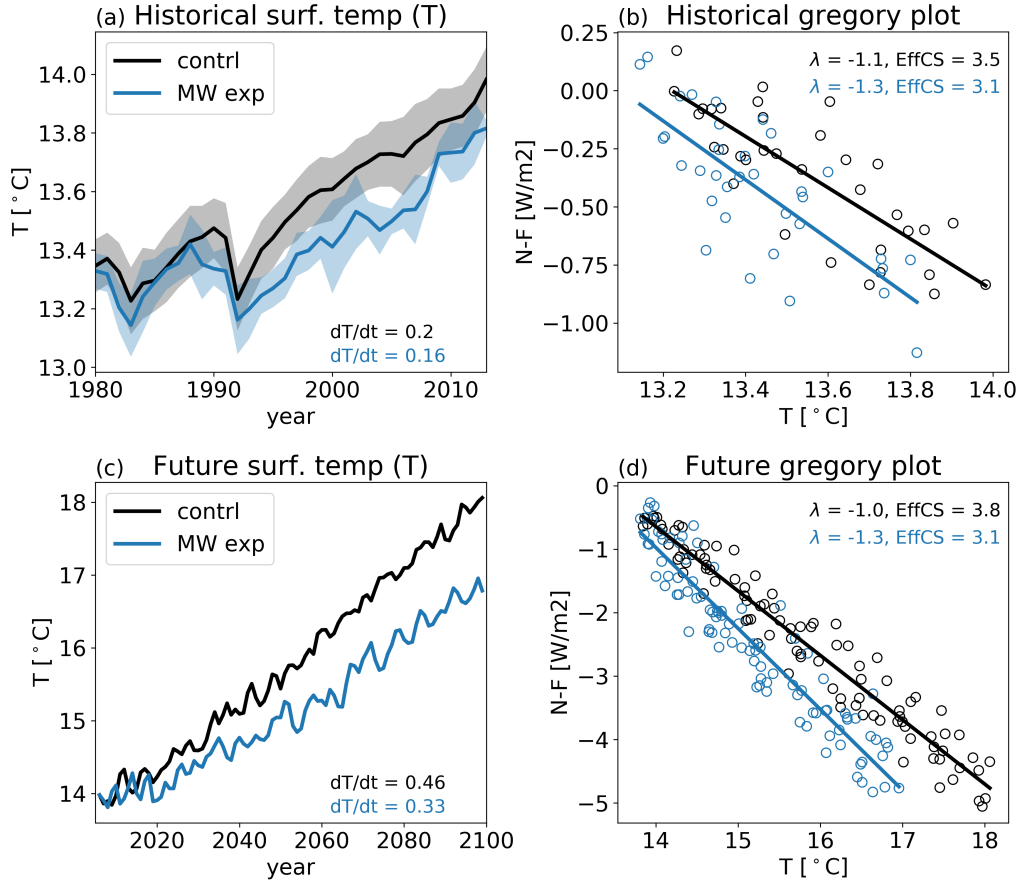 (a) Historical surf. temp (T)
contrl
MW exp
T [°C]
14.0
13.8
13.6
13.4
13.2
13.0
dT/dt = 0.2
dT/dt = 0.16
1980 1990 2000 2010
year
(b) Historical gregory plot
λ = -1.1, EffCS = 3.5
λ = -1.3, EffCS = 3.1
N-F [W/m2]
0.25
0.00
−0.25
−0.50
−0.75
−1.00
13.2 13.4 13.6 13.8 14.0
T [°C]
(c) Future surf. temp (T)
contrl
MW exp
T [°C]
18
17
16
15
14
dT/dt = 0.46
dT/dt = 0.33
2020 2040 2060 2080 2100
year
(d) Future gregory plot
λ = -1.0, EffCS = 3.8
λ = -1.3, EffCS = 3.1
N-F [W/m2]
0
−1
−2
−3
−4
−5
14 15 16 17 18
T [°C]